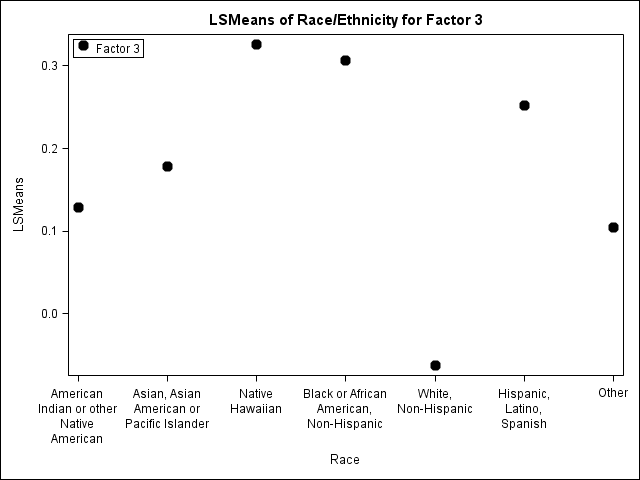 LSMeans of Race/Ethnicity for Factor 3
Factor 3
0.3
0.2
0.1
0.0
LSMeans
American
Indian or other
Native
American
Asian, Asian
American or
Pacific Islander
Native
Hawaiian
Black or African
American,
Non-Hispanic
White,
Non-Hispanic
Hispanic,
Latino,
Spanish
Other
Race